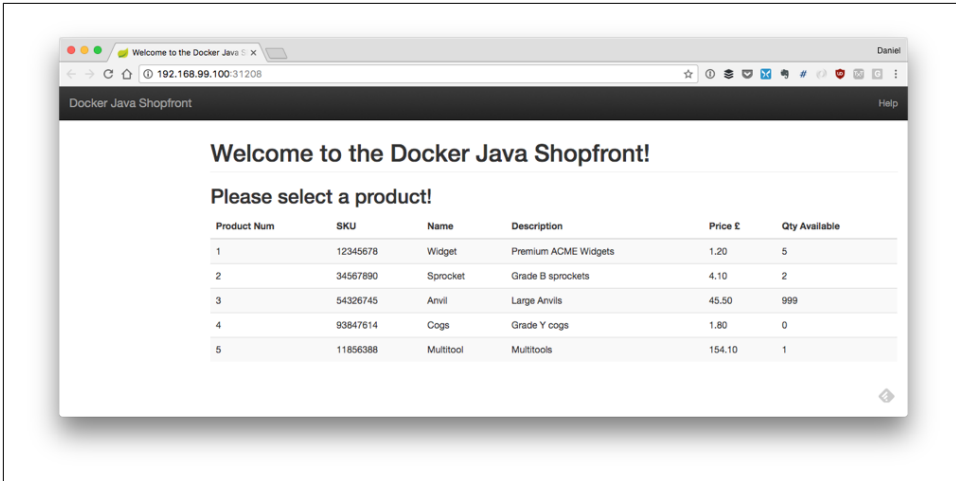 Welcome to the Docker Java S
Daniel
192.168.99.100:31208
Docker Java Shopfront
Help
Welcome to the Docker Java Shopfront!
Please select a product!
Product Num SKU Name Description Price £ Qty Available
1 12345678 Widget Premium ACME Widgets 1.20 5
2 34567890 Sprocket Grade B sprockets 4.10 2
3 54326745 Anvil Large Anvils 45.50 999
4 93847614 Cogs Grade Y cogs 1.80 0
5 11856388 Multitool Multitools 154.10 1